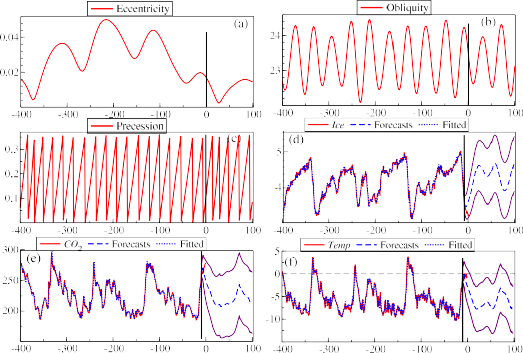 Eccentricity
(a)
0.04
0.02
-400 -300 -200 -100 0 100
Obliquity
(b)
24
23
-400 -300 -200 -100 0 100
Precession
(c)
0.3
0.2
0.1
-400 -300 -200 -100 0 100
Ice Forecasts Fitted
(d)
5
-5
-400 -300 -200 -100 0 100
CO2 Forecasts Fitted
(e)
300
250
200
-400 -300 -200 -100 0 100
Temp Forecasts Fitted
(f)
5
0
-5
-10
-400 -300 -200 -100 0 100